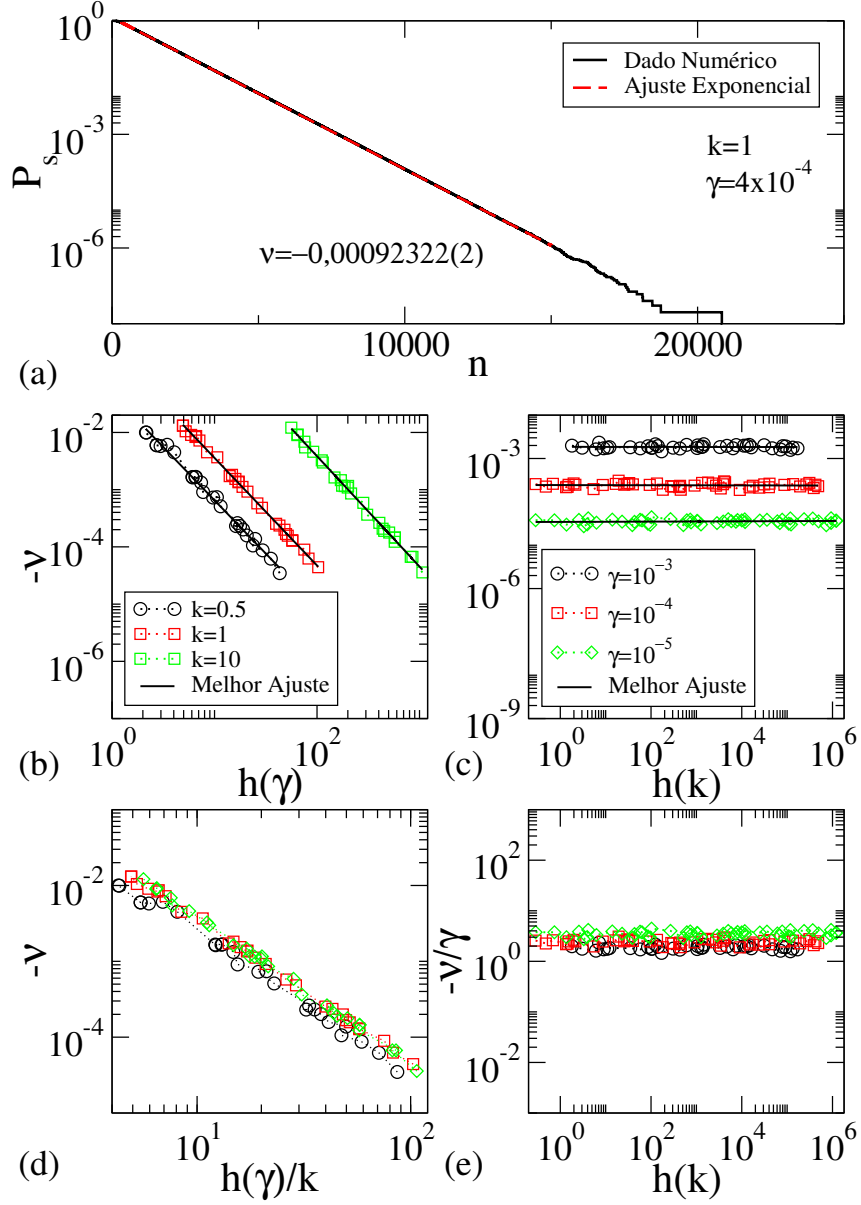 10^0
10^-3
10^-6
P_s
Dado Numérico
Ajuste Exponencial
k=1
γ=4x10^-4
ν=−0,00092322(2)
0
10000
20000
n
(a)
10^-2
10^-4
10^-6
-ν
k=0.5
k=1
k=10
Melhor Ajuste
10^0
10^2
h(γ)
(b)
10^-3
10^-6
10^-9
γ=10^-3
γ=10^-4
γ=10^-5
Melhor Ajuste
10^0
10^2
10^4
10^6
h(k)
(c)
10^-2
10^-4
-ν
10^1
10^2
h(γ)/k
(d)
10^2
10^0
10^-2
-ν/γ
10^0
10^2
10^4
10^6
h(k)
(e)